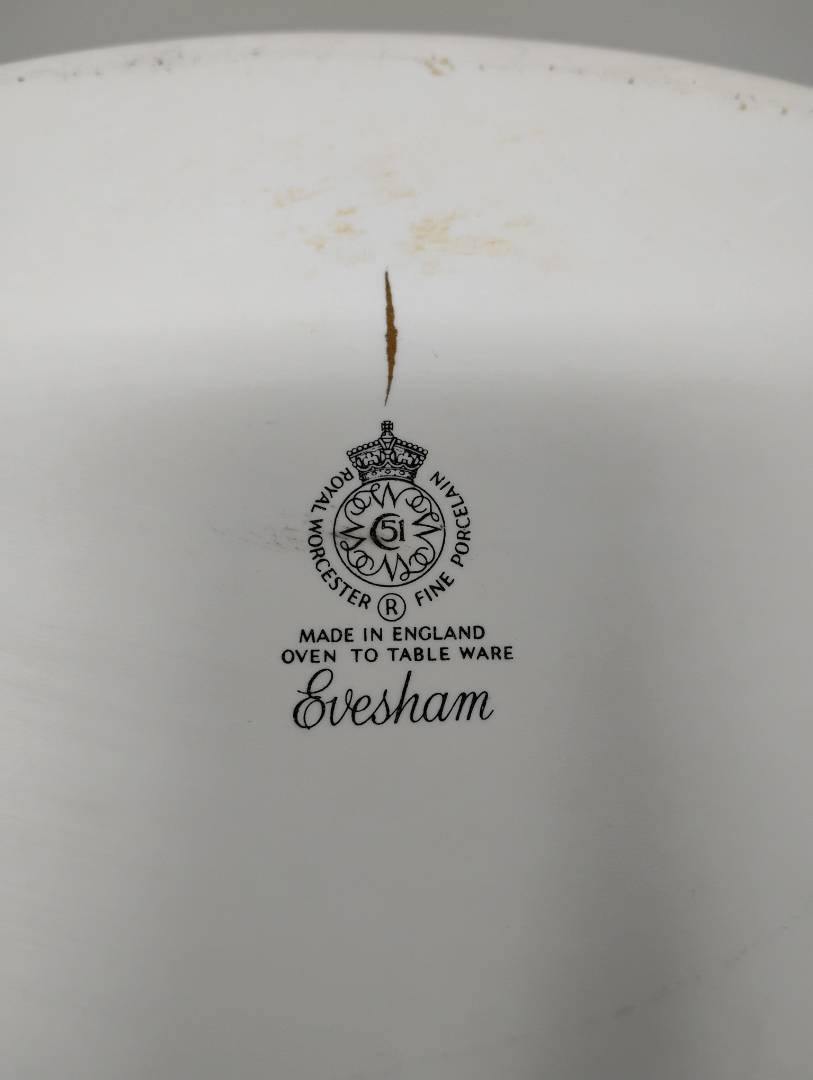 ROYAL WORCESTER
FINE PORCELAIN
51
R
MADE IN ENGLAND
OVEN TO TABLE WARE
Evesham